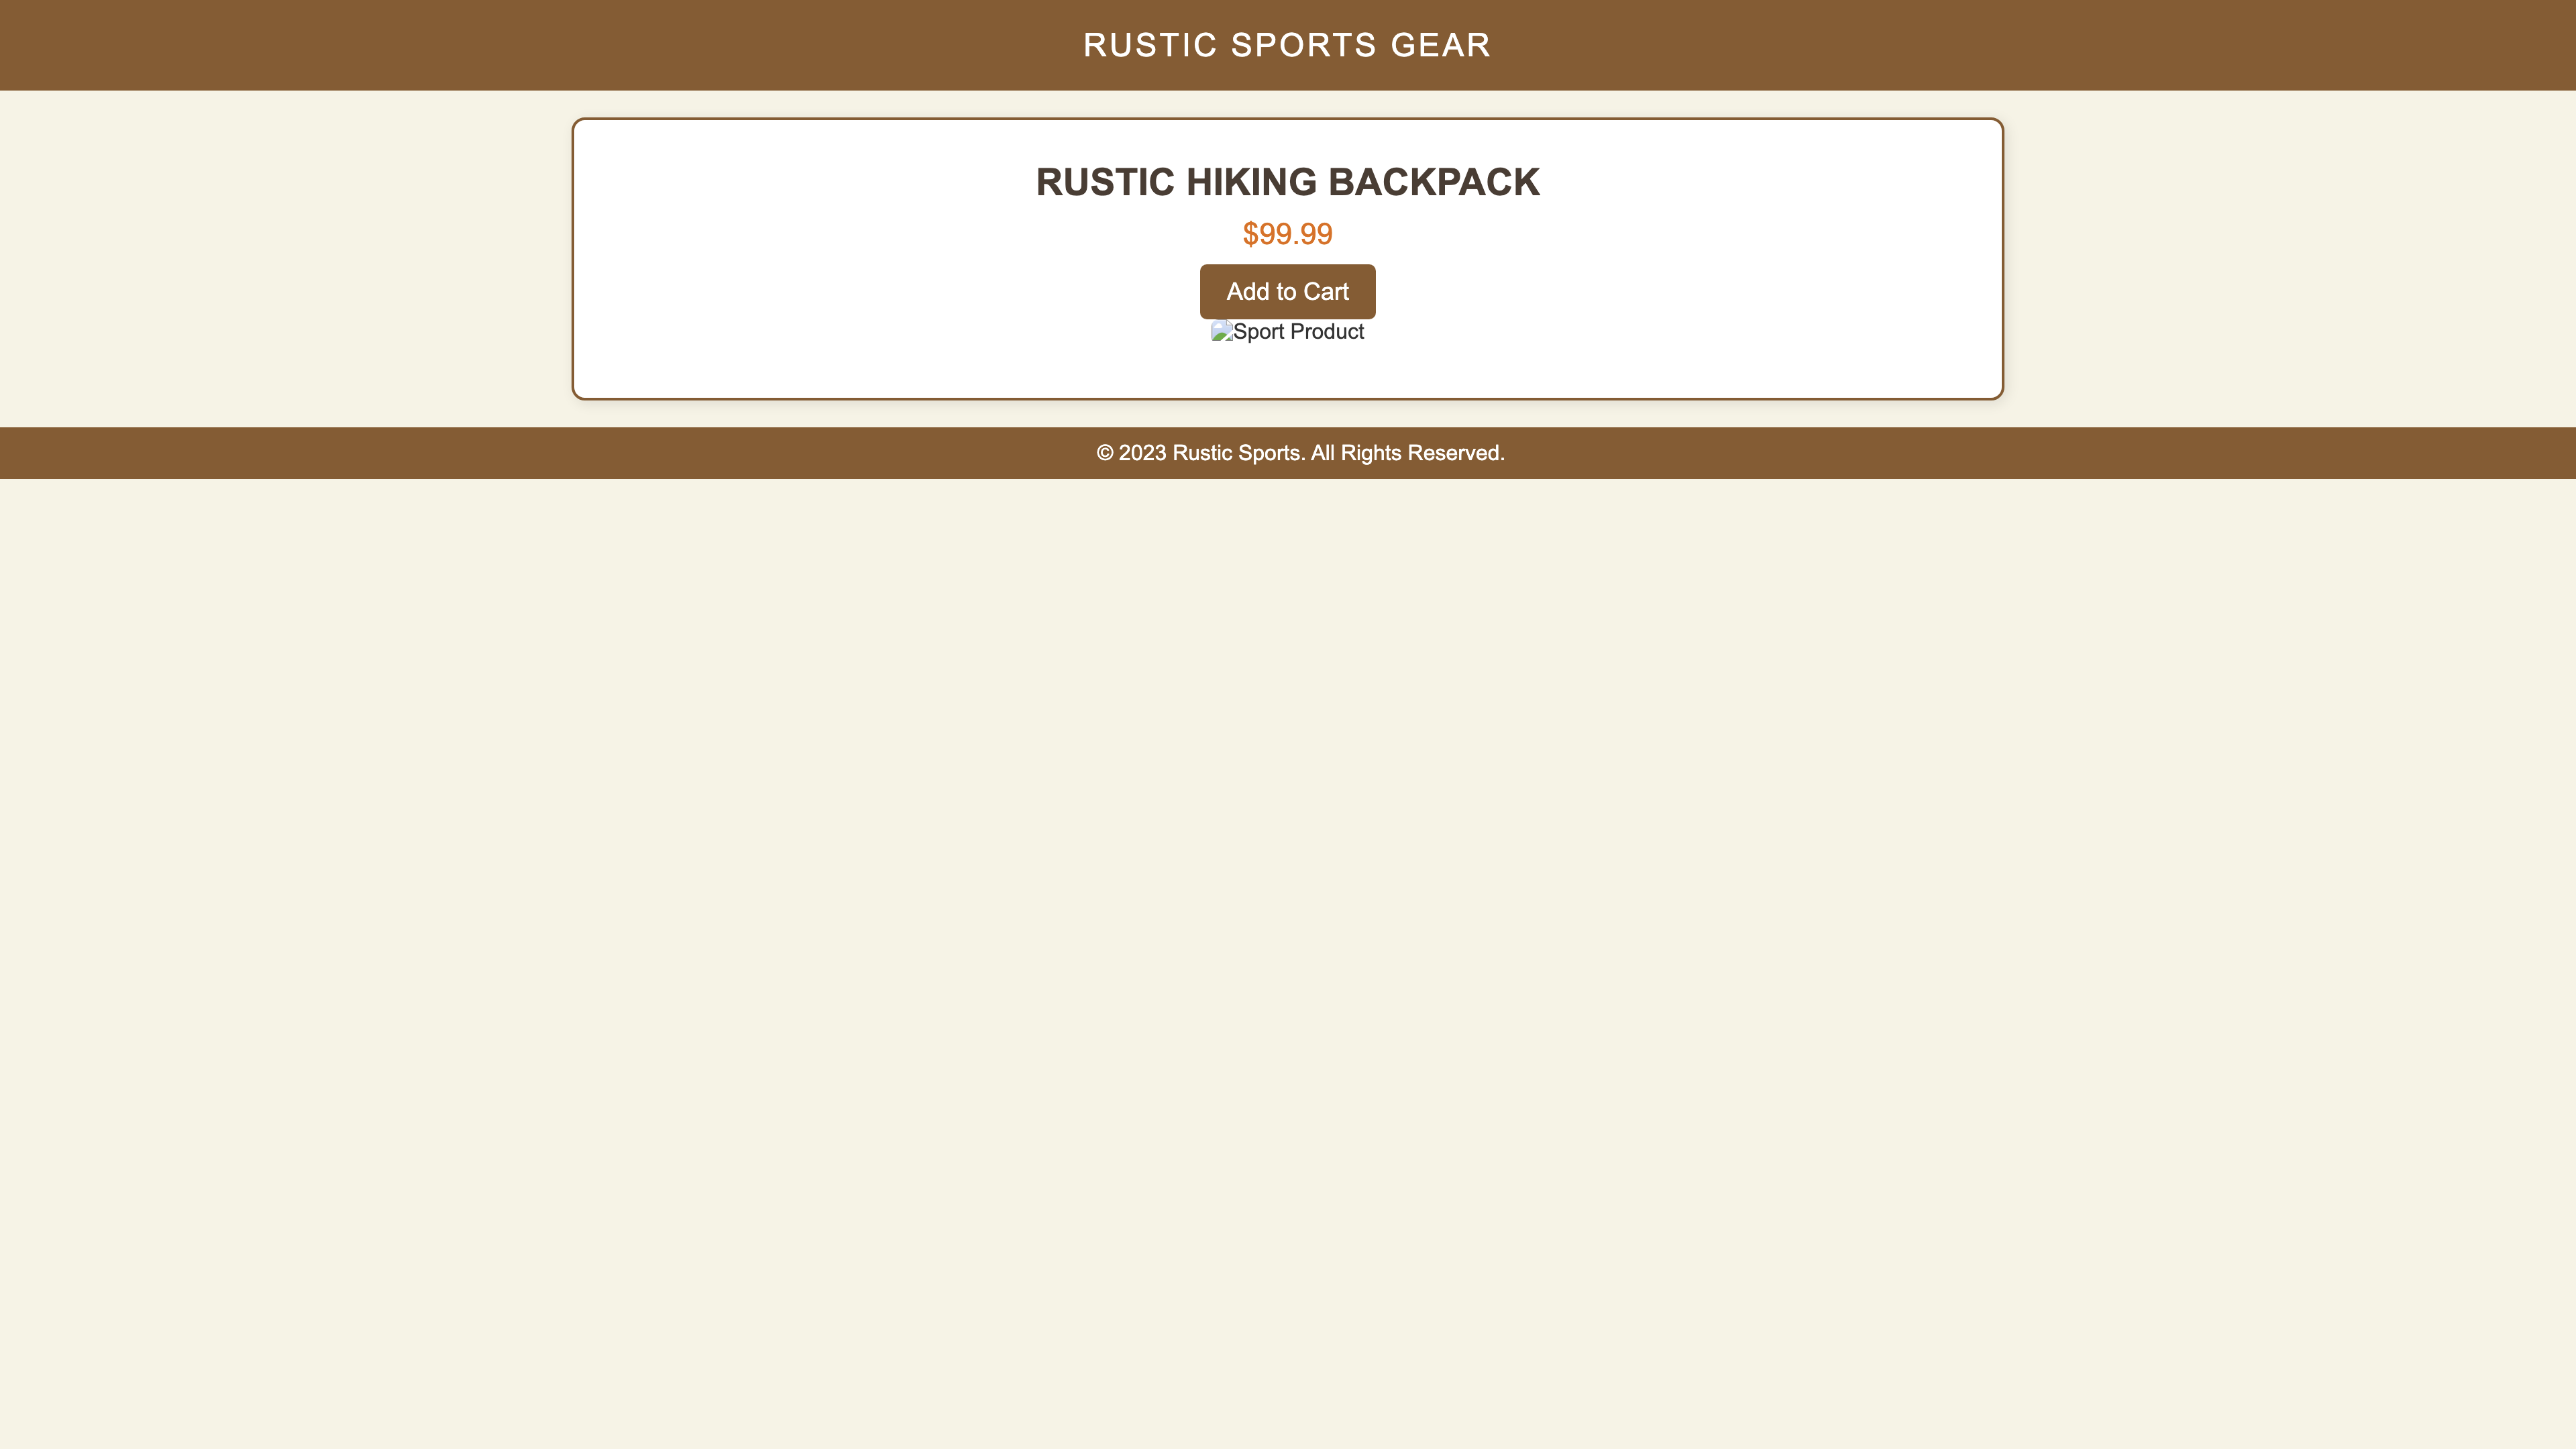 RUSTIC SPORTS GEAR
RUSTIC HIKING BACKPACK
$99.99
Add to Cart
Sport Product
© 2023 Rustic Sports. All Rights Reserved.